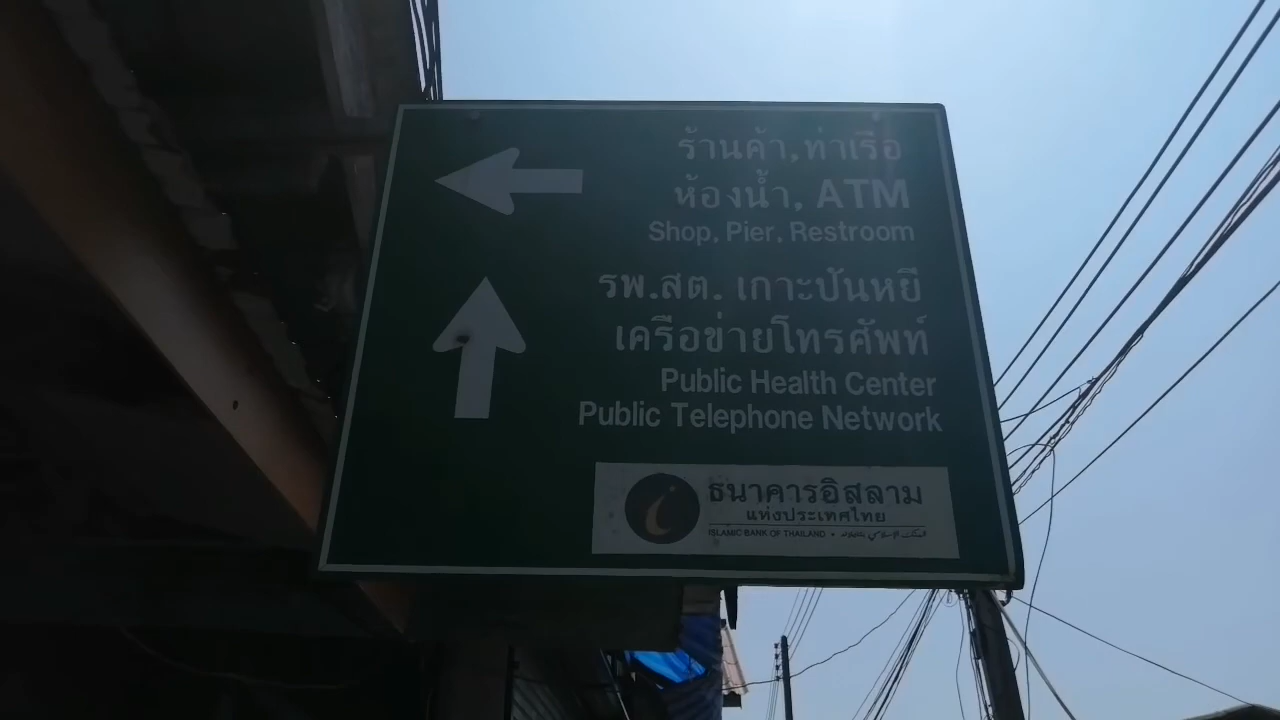 ร้านค้า,ท่าเรือ
ห้องน้ำ, ATM
Shop, Pier, Restroom
รพ.สต. เกาะปันหยี
เครือข่ายโทรศัพท์
Public Health Center
Public Telephone Network
ธนาคารอิสลาม
แห่งประเทศไทย
ISLAMIC BANK OF THAILAND •